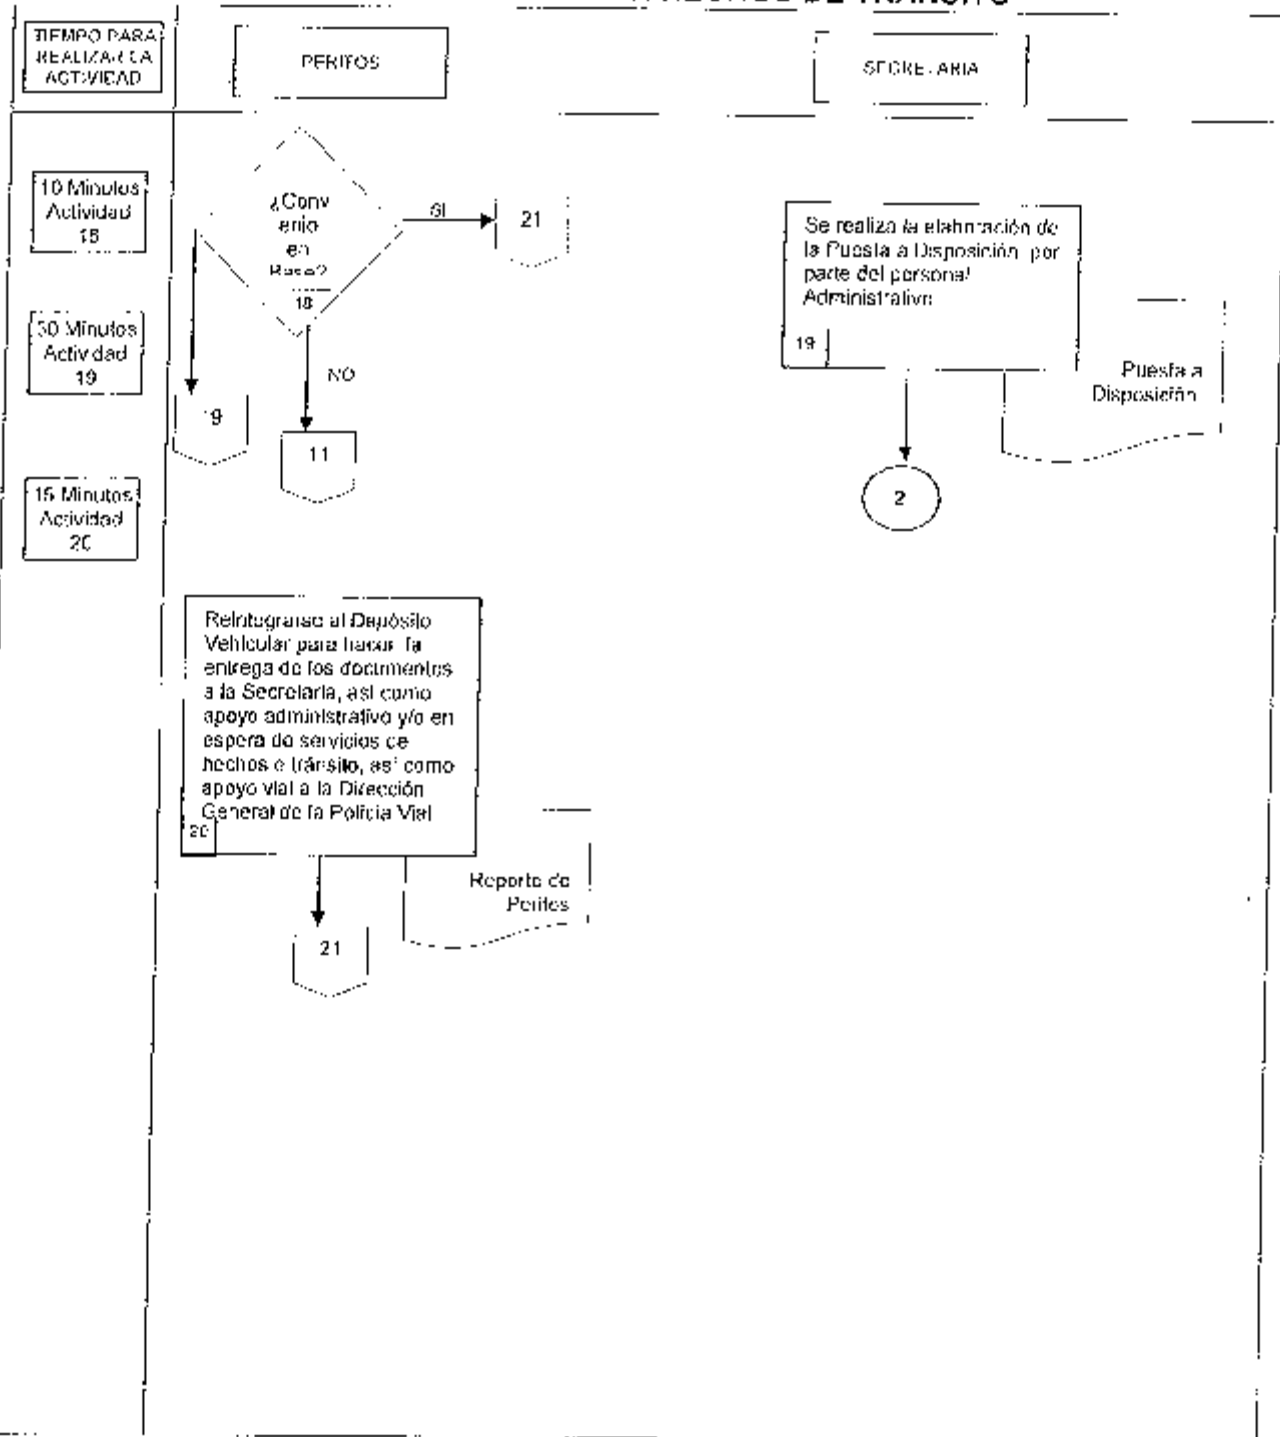 DE TRÁNSITO
TIEMPO PARA
REALIZAR LA
ACTIVIDAD
PERITOS
SECRETARIA
10 Minutos
Actividad
18
¿Conv
enio
en
Base?
18
SI
21
NO
19
11
Se realiza la elaboración de
la Puesta a Disposición por
parte del personal
Administrativo
19
Puesta a
Disposición
2
30 Minutos
Actividad
19
15 Minutos
Actividad
20
Reintegrarse al Depósito
Vehicular para hacer la
entrega de los documentos
a la Secretaria, así como
apoyo administrativo y/o en
espera de servicios de
hechos e tránsito, así como
apoyo vial a la Dirección
General de la Policía Vial
20
Reporte de
Peritos
21